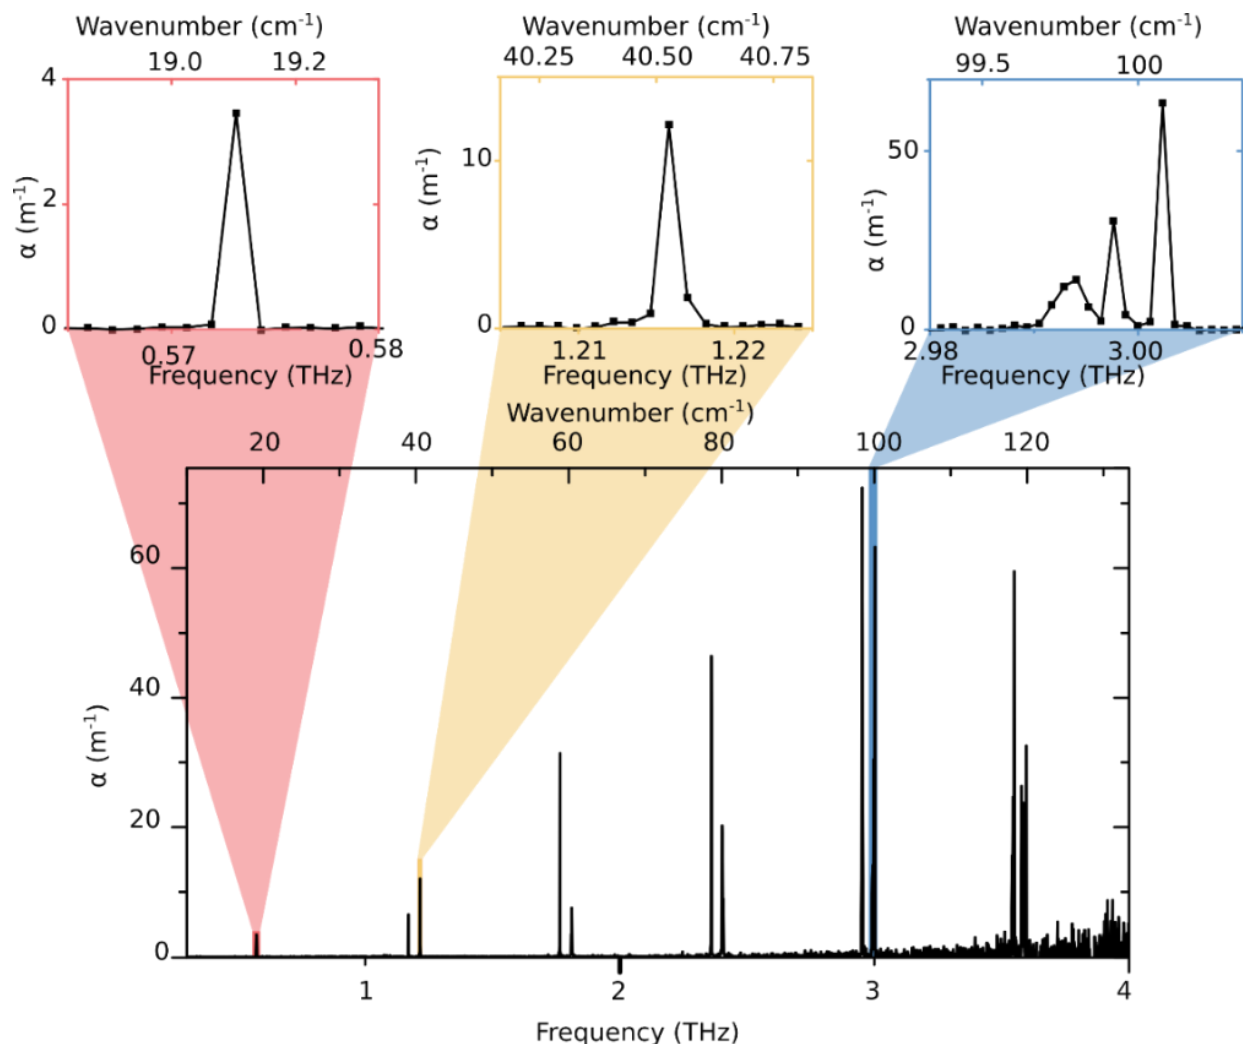 Wavenumber (cm⁻¹)
19.0 19.2
4
2
0
α (m⁻¹)
0.57 0.58
Frequency (THz)
Wavenumber (cm⁻¹)
40.25 40.50 40.75
10
0
α (m⁻¹)
1.21 1.22
Frequency (THz)
Wavenumber (cm⁻¹)
99.5 100
50
0
α (m⁻¹)
2.98 3.00
Frequency (THz)
Wavenumber (cm⁻¹)
20 40 60 80 100 120
60
40
20
0
α (m⁻¹)
1 2 3 4
Frequency (THz)